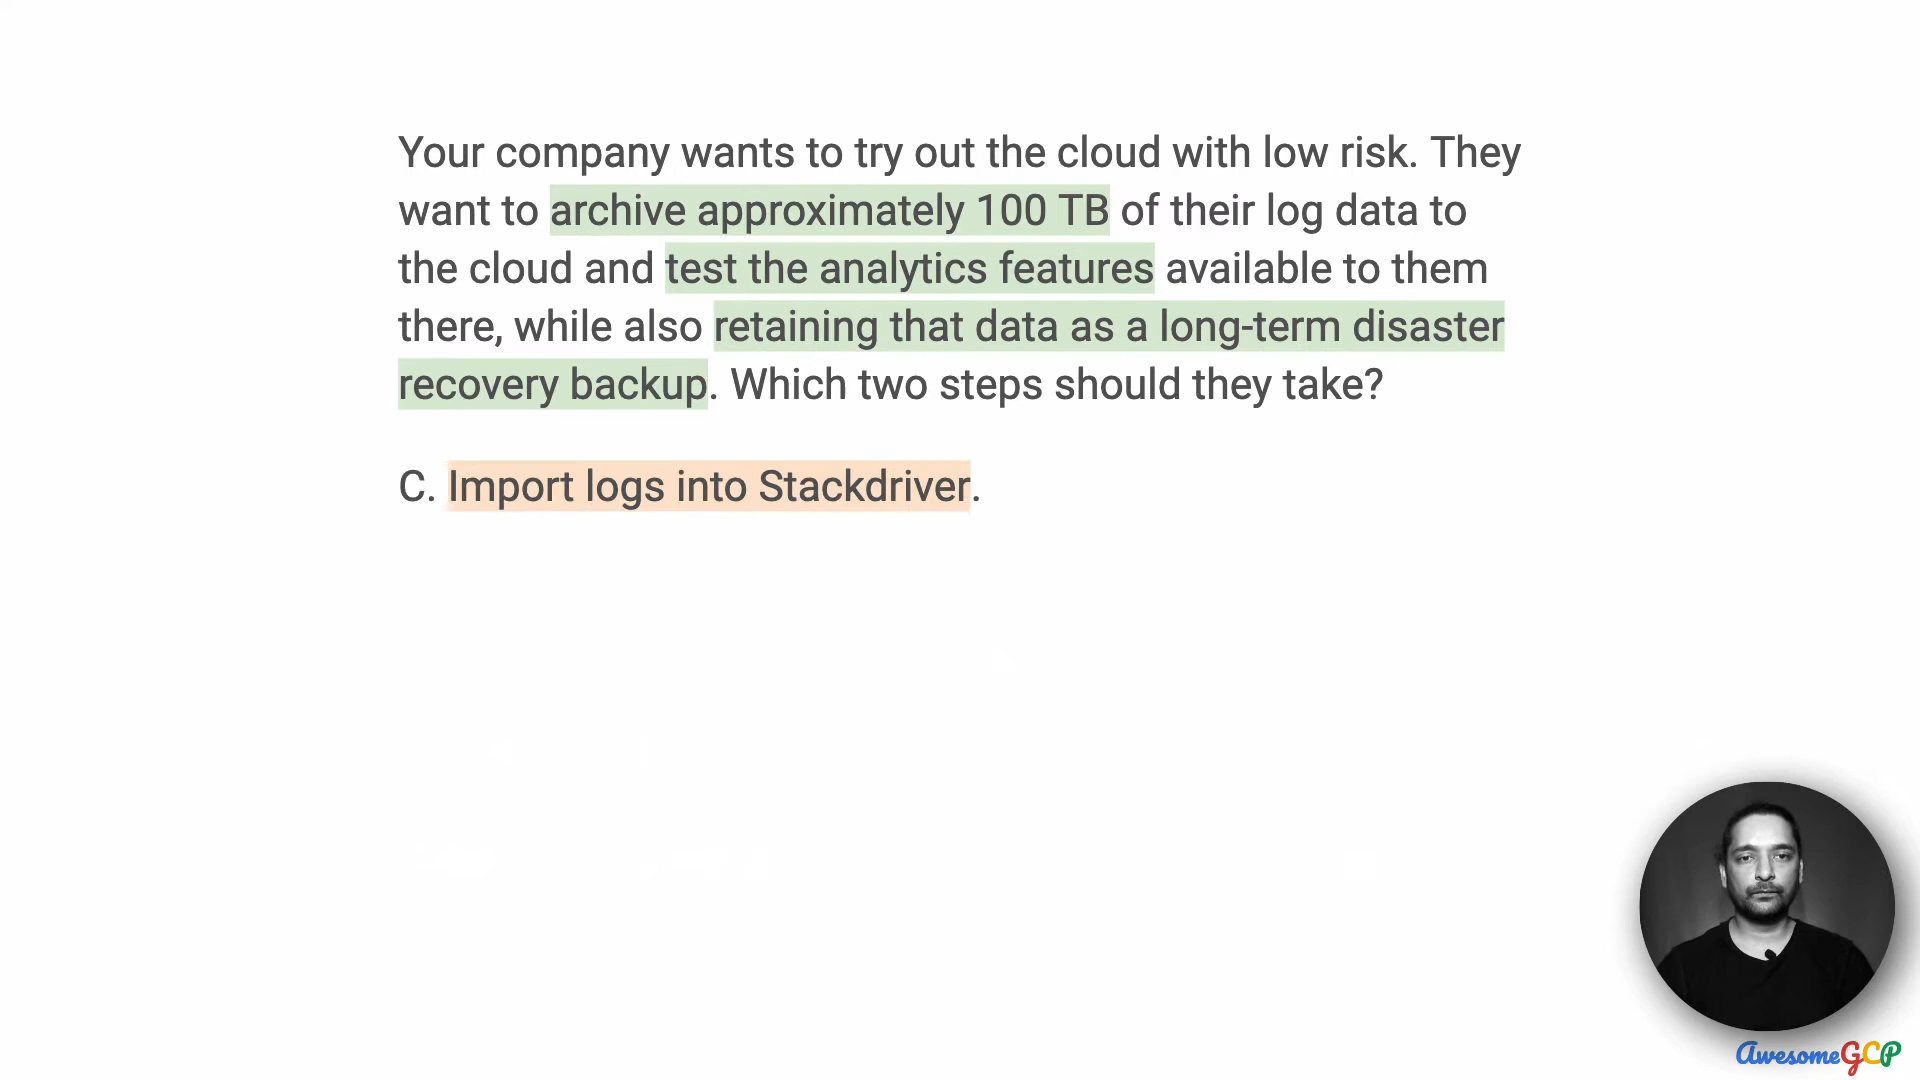 Your company wants to try out the cloud with low risk. They
want to archive approximately 100 TB of their log data to
the cloud and test the analytics features available to them
there, while also retaining that data as a long-term disaster
recovery backup. Which two steps should they take?
C. Import logs into Stackdriver.
AwesomeGCP